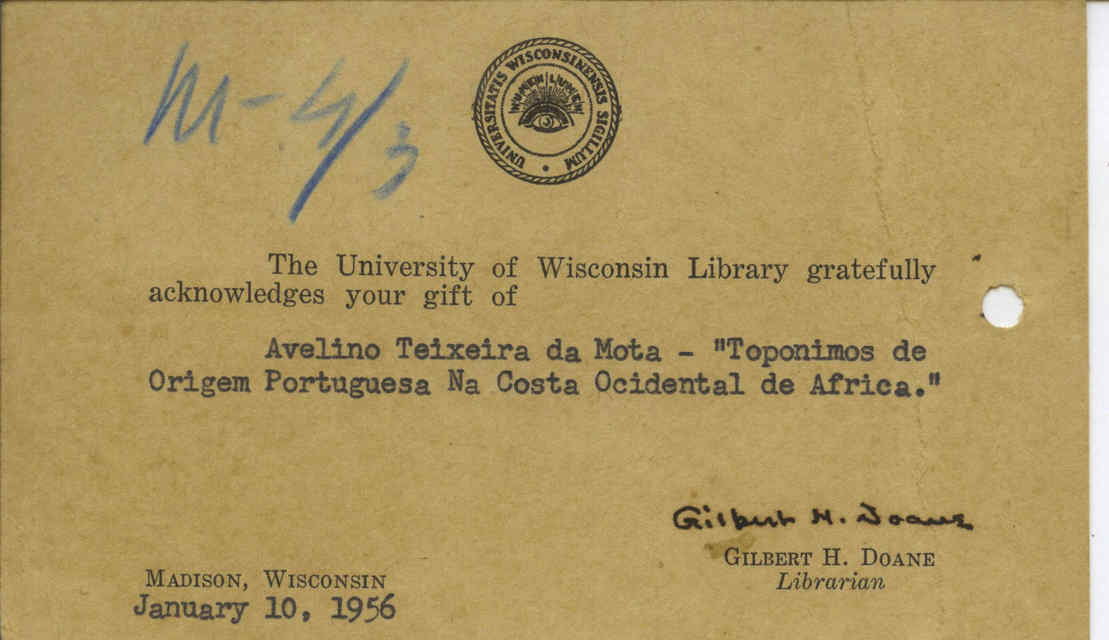 M-4/3
UNIVERSITATIS WISCONSINENSIS SIGILLUM
NUMEN LUMEN
The University of Wisconsin Library gratefully
acknowledges your gift of
Avelino Teixeira da Mota - "Toponimos de
Origem Portuguesa Na Costa Ocidental de Africa."
Gilbert H. Doane
GILBERT H. DOANE
Librarian
MADISON, WISCONSIN
January 10, 1956